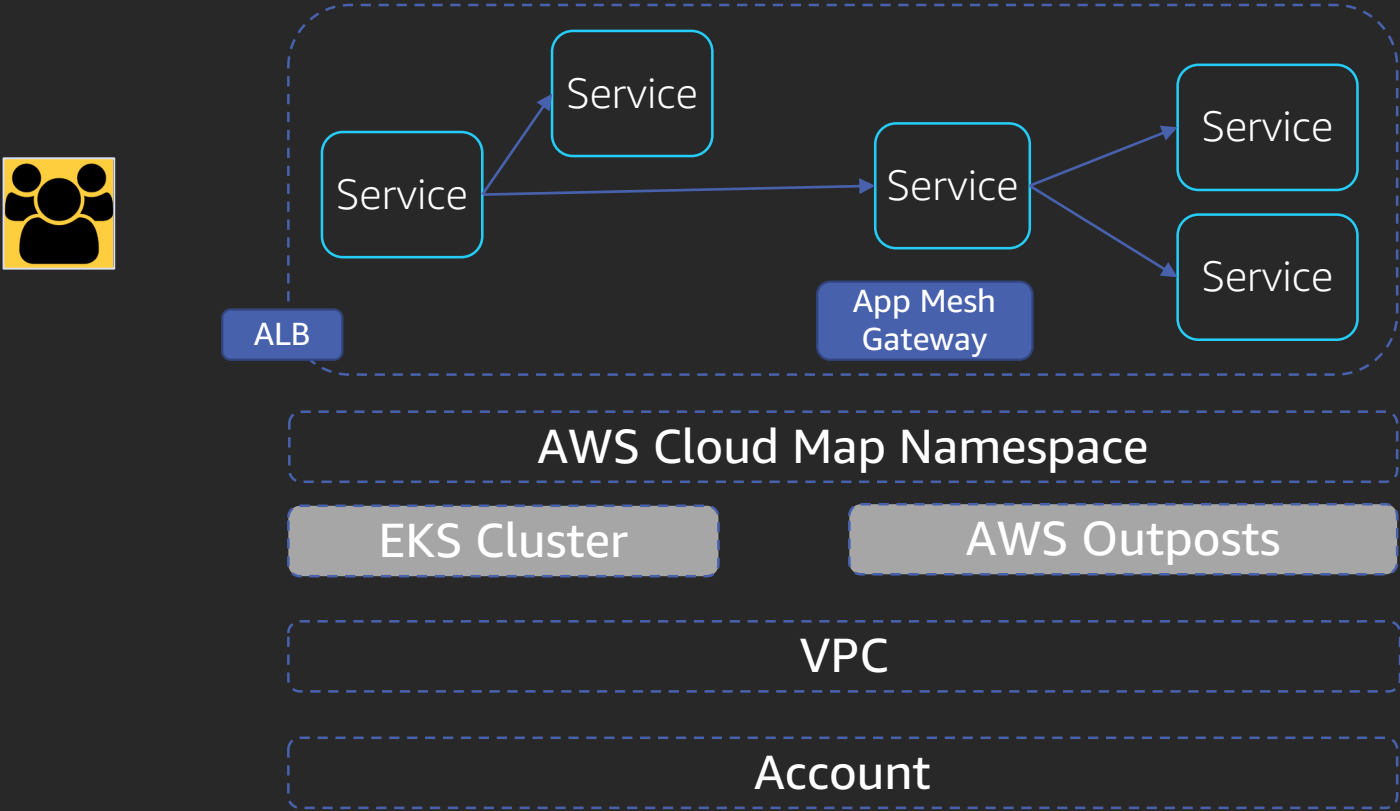 Service
Service
Service
Service
Service
ALB
App Mesh
Gateway
AWS Cloud Map Namespace
EKS Cluster
AWS Outposts
VPC
Account